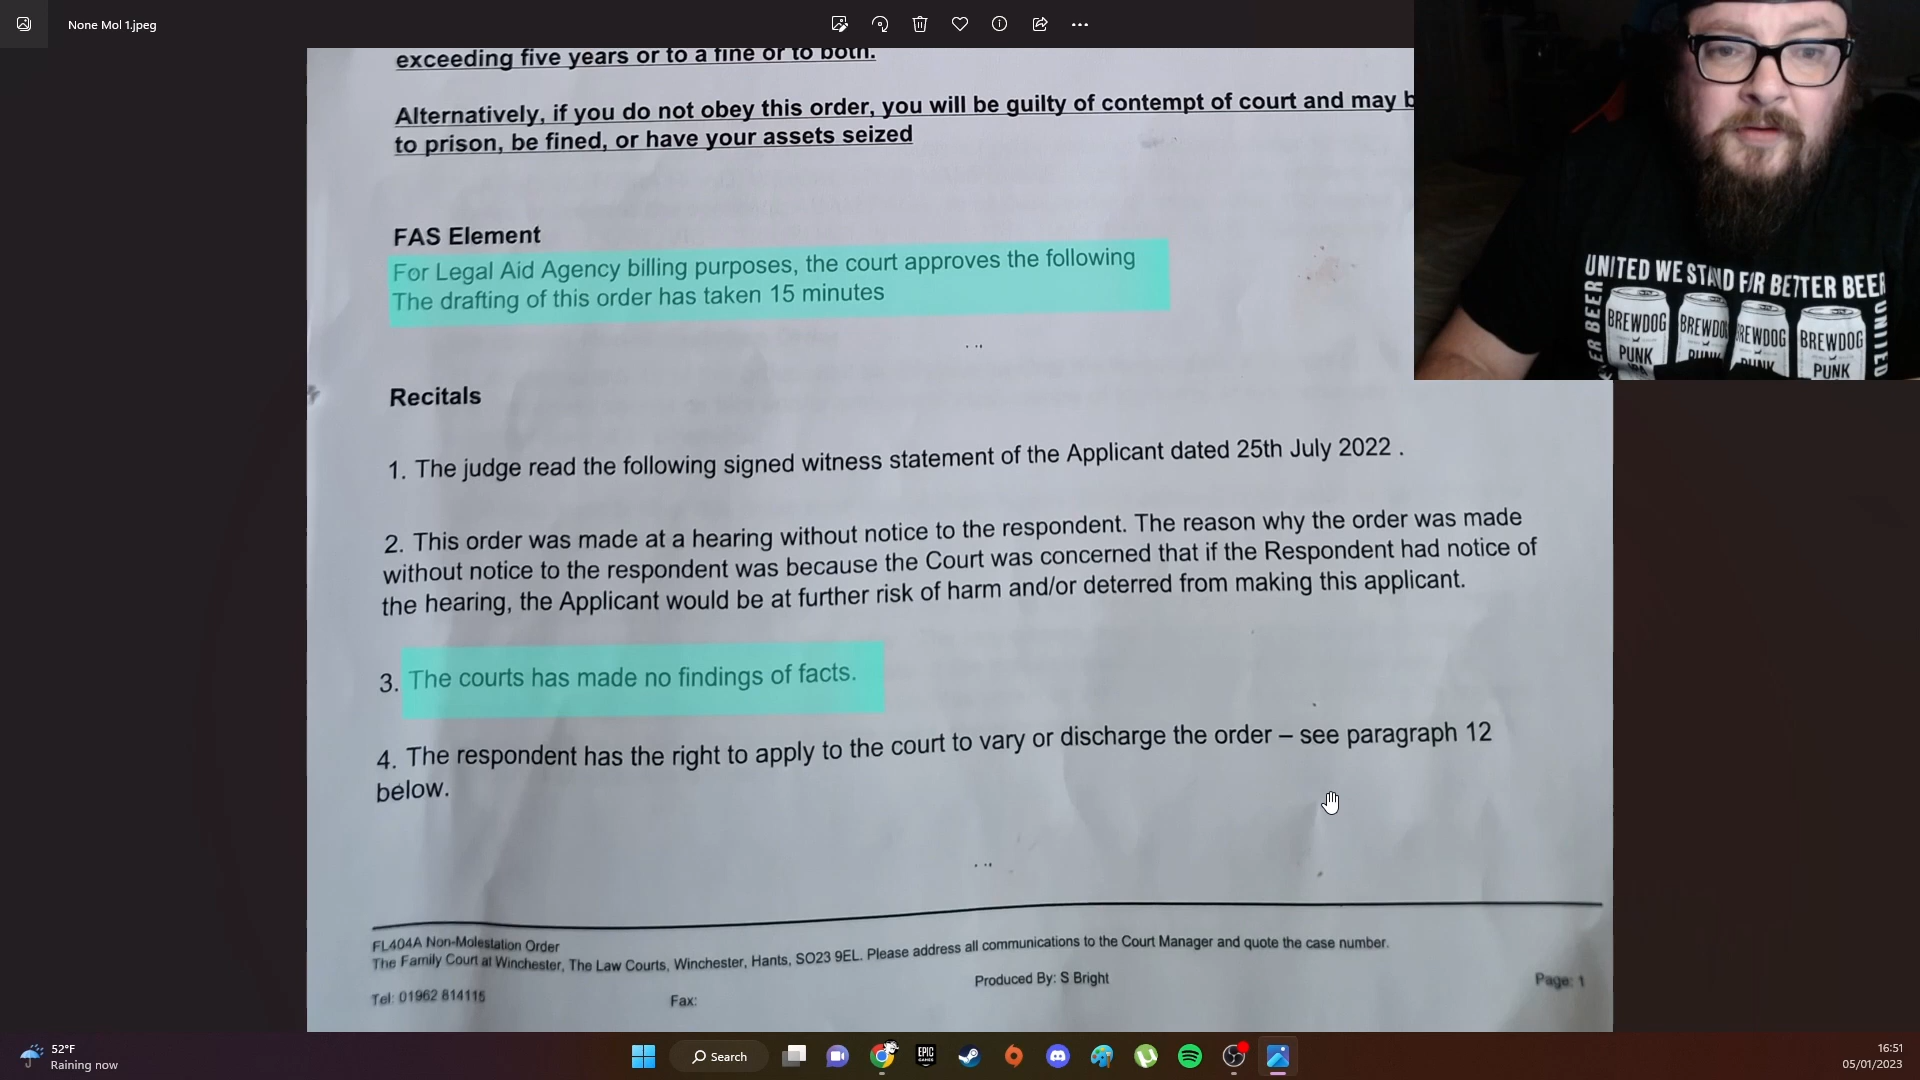 None Mol 1.jpeg
exceeding five years or to a fine or to both.
Alternatively, if you do not obey this order, you will be guilty of contempt of court and may b
to prison, be fined, or have your assets seized
FAS Element
For Legal Aid Agency billing purposes, the court approves the following
The drafting of this order has taken 15 minutes
Recitals
1. The judge read the following signed witness statement of the Applicant dated 25th July 2022 .
2. This order was made at a hearing without notice to the respondent. The reason why the order was made
without notice to the respondent was because the Court was concerned that if the Respondent had notice of
the hearing, the Applicant would be at further risk of harm and/or deterred from making this applicant.
3. The courts has made no findings of facts.
4. The respondent has the right to apply to the court to vary or discharge the order – see paragraph 12
below.
FL404A Non-Molestation Order
The Family Court at Winchester, The Law Courts, Winchester, Hants, SO23 9EL. Please address all communications to the Court Manager and quote the case number.
Produced By: S Bright
Page: 1
Tel: 01962 814115
Fax:
UNITED WE STAND FOR BETTER BEER
ER BEER
UNITED
BREWDOG BREWDOG BREWDOG BREWDOG
PUNK PUNK PUNK PUNK
IPA
52°F
Raining now
Search
EPIC
GAMES
16:51
05/01/2023